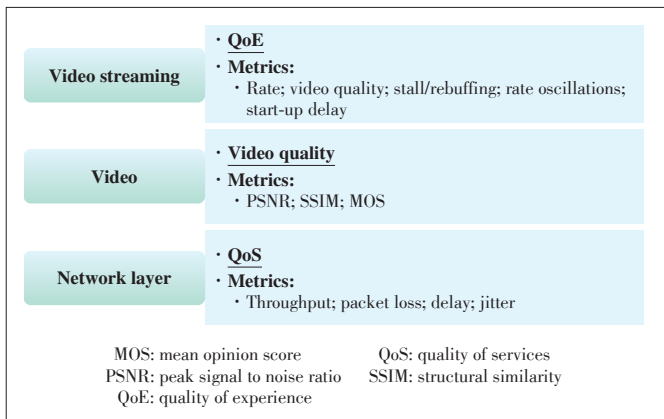 Video streaming
· QoE
· Metrics:
· Rate; video quality; stall/rebuffing; rate oscillations;
start-up delay
Video
· Video quality
· Metrics:
· PSNR; SSIM; MOS
Network layer
· QoS
· Metrics:
· Throughput; packet loss; delay; jitter
MOS: mean opinion score
PSNR: peak signal to noise ratio
QoE: quality of experience
QoS: quality of services
SSIM: structural similarity